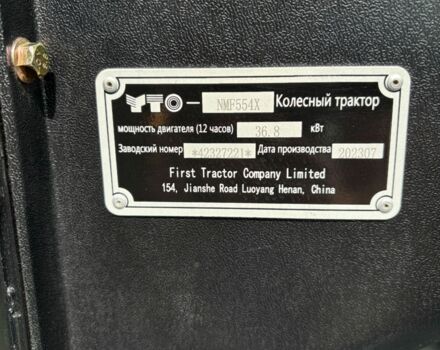 YTO — NMF554X Колесный трактор
мощность двигателя (12 часов) 36.8 кВт
Заводский номер *42327221* Дата производства 202307
First Tractor Company Limited
154, Jianshe Road Luoyang Henan, China